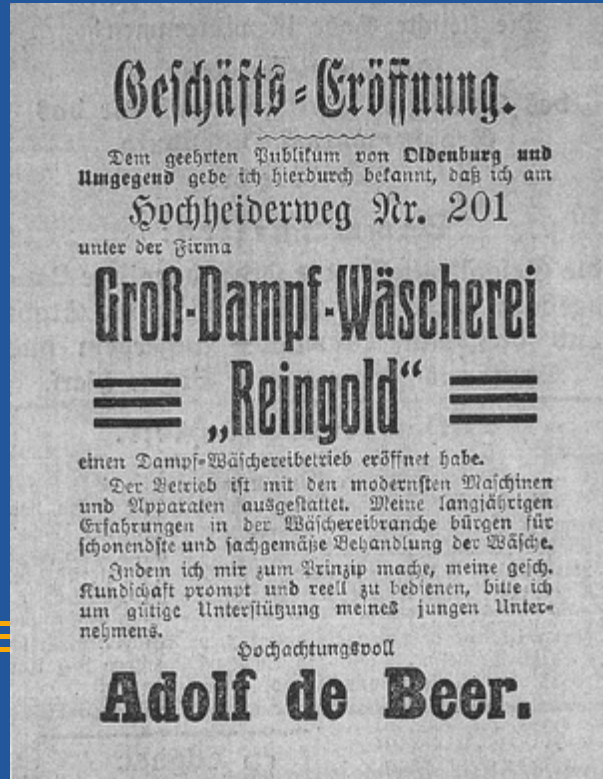 Geschäfts-Eröffnung.
Dem geehrten Publikum von Oldenburg und
Umgegend gebe ich hierdurch bekannt, daß ich am
Hochheiderweg Nr. 201
unter der Firma
Groß-Dampf-Wäscherei
„Reingold“
einen Dampf-Wäschereibetrieb eröffnet habe.
Der Betrieb ist mit den modernsten Maschinen
und Apparaten ausgestattet. Meine langjährigen
Erfahrungen in der Wäschereibranche bürgen für
schonendste und sachgemäße Behandlung der Wäsche.
Indem ich mir zum Prinzip mache, meine gesch.
Kundschaft prompt und reell zu bedienen, bitte ich
um gütige Unterstützung meines jungen Unter-
nehmens.
Hochachtungsvoll
Adolf de Beer.